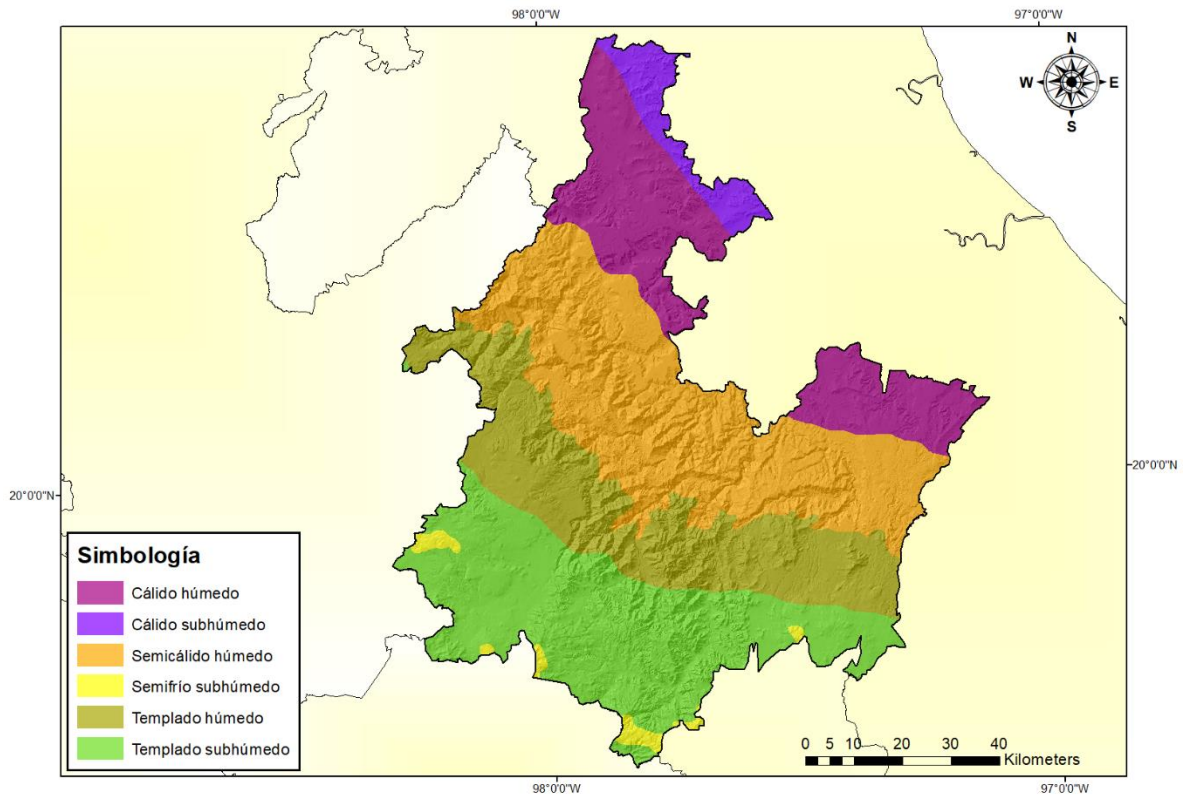 98°0'0"W
97°0'0"W
N
W
E
S
20°0'0"N
20°0'0"N
Simbología
Cálido húmedo
Cálido subhúmedo
Semicálido húmedo
Semifrío subhúmedo
Templado húmedo
Templado subhúmedo
0 5 10 20 30 40
Kilometers
98°0'0"W
97°0'0"W